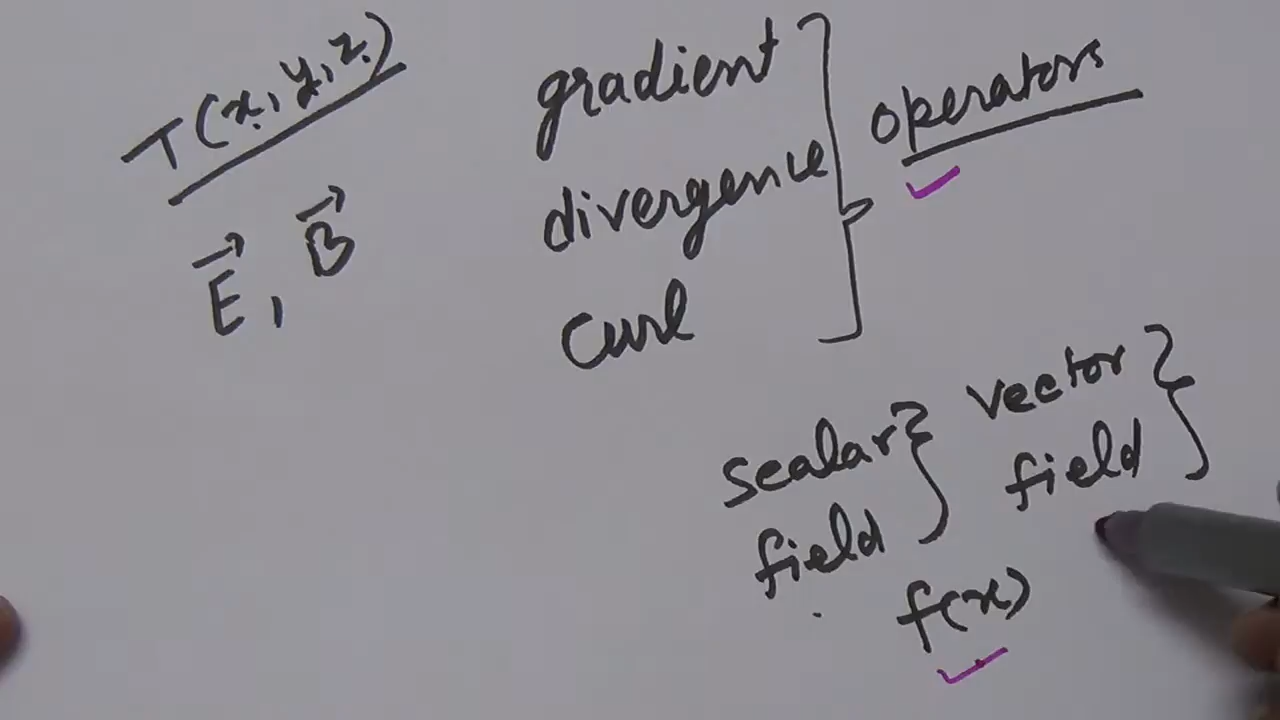 T(x, y, z)
E⃗, B⃗
gradient
divergence
Curl
operators
scalar
field
vector
field
f(x)